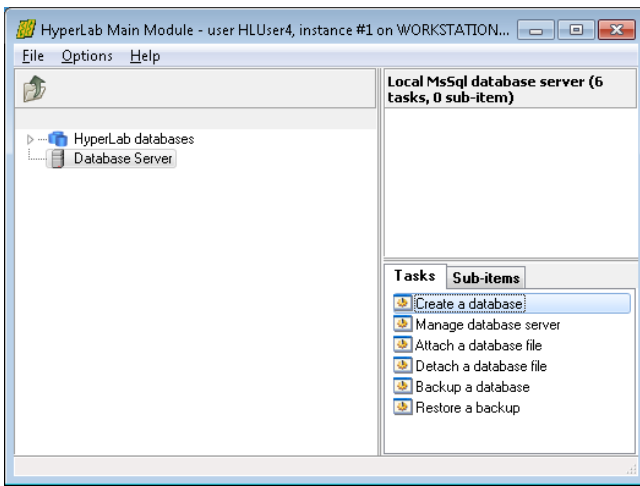 HyperLab Main Module - user HLUser4, instance #1 on WORKSTATION...
File Options Help
Local MsSql database server (6
tasks, 0 sub-item)
HyperLab databases
Database Server
Tasks Sub-items
Create a database
Manage database server
Attach a database file
Detach a database file
Backup a database
Restore a backup